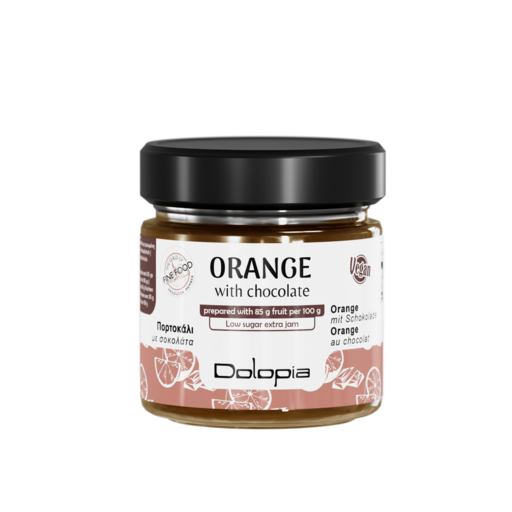 ORANGE
with chocolate
prepared with 85 g fruit per 100 g
Low sugar extra jam
FINE FOOD
Vegan
Πορτοκάλι
με σοκολάτα
Orange
mit Schokolade
Orange
au chocolat
Dolopia